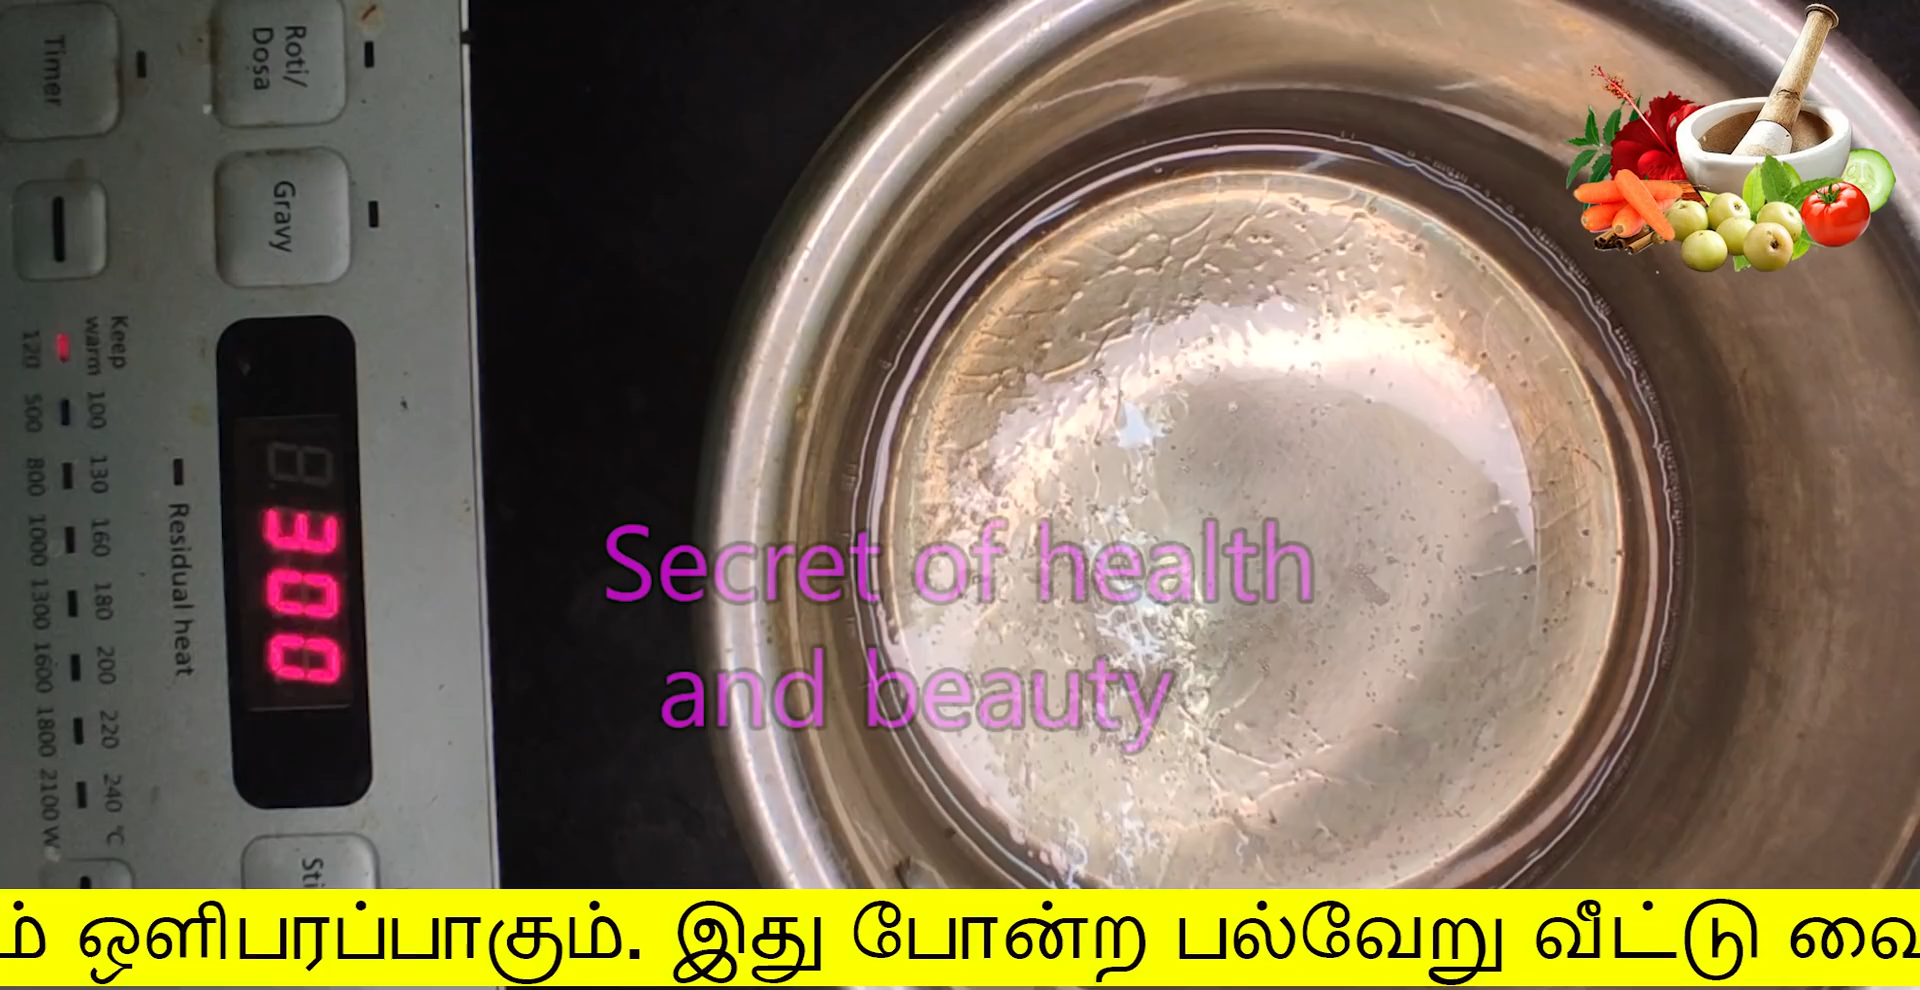 Timer
Roti/
Dosa
Gravy
Keep
warm 100 130 160 180 200 220 240 °C
120 500 800 1000 1300 1600 1800 2100 W
Residual heat
300
Secret of health
and beauty
ம் ஒளிபரப்பாகும். இது போன்ற பல்வேறு வீட்டு வை